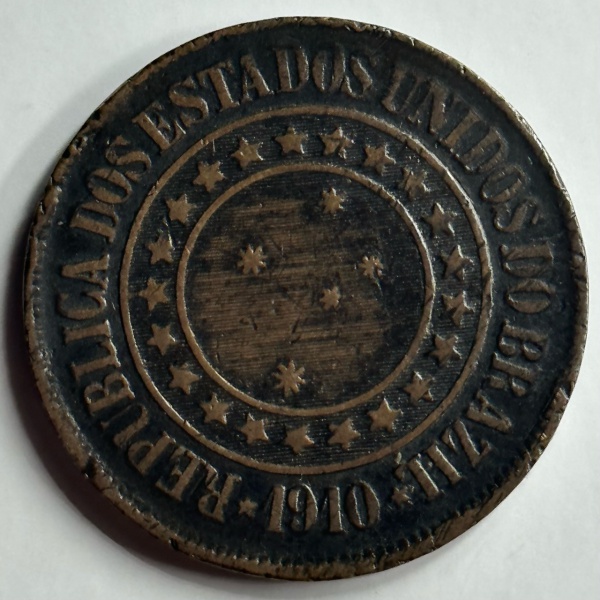 REPUBLICA DOS ESTADOS UNIDOS DO BRAZIL
1910